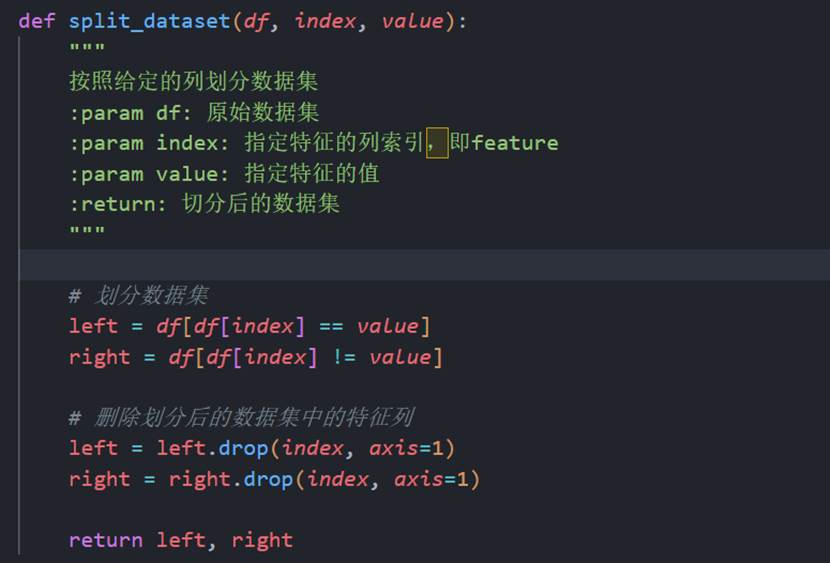 def split_dataset(df, index, value):
"""
按照给定的列划分数据集
:param df: 原始数据集
:param index: 指定特征的列索引，即feature
:param value: 指定特征的值
:return: 切分后的数据集
"""
# 划分数据集
left = df[df[index] == value]
right = df[df[index] != value]
# 删除划分后的数据集中的特征列
left = left.drop(index, axis=1)
right = right.drop(index, axis=1)
return left, right